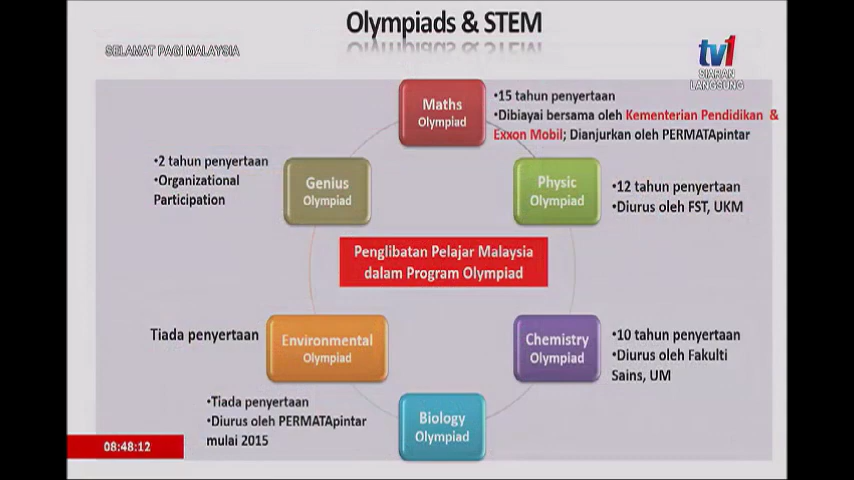 Olympiads & STEM
SELAMAT PAGI MALAYSIA
tv1
SIARAN
LANGSUNG
Maths
Olympiad
•15 tahun penyertaan
•Dibiayai bersama oleh Kementerian Pendidikan &
Exxon Mobil; Dianjurkan oleh PERMATApintar
•2 tahun penyertaan
•Organizational
Participation
Genius
Olympiad
Physic
Olympiad
•12 tahun penyertaan
•Diurus oleh FST, UKM
Penglibatan Pelajar Malaysia
dalam Program Olympiad
Tiada penyertaan
Environmental
Olympiad
Chemistry
Olympiad
•10 tahun penyertaan
•Diurus oleh Fakulti
Sains, UM
•Tiada penyertaan
•Diurus oleh PERMATApintar
mulai 2015
Biology
Olympiad
08:48:12